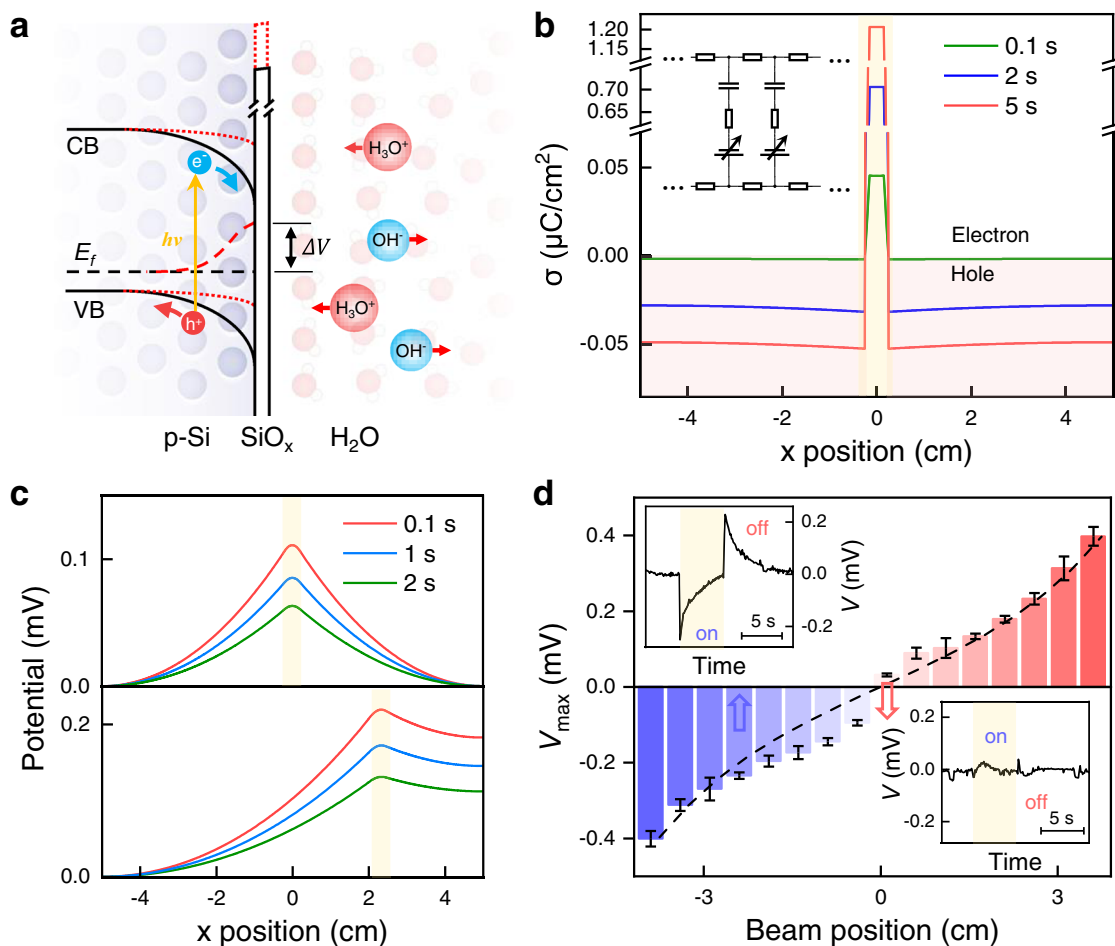 a
CB
e⁻
H₃O⁺
hν
ΔV
OH⁻
E_f
VB
h⁺
H₃O⁺
OH⁻
p-Si SiOₓ H₂O
b
1.20
1.15
0.70
0.65
0.05
0.00
-0.05
σ (μC/cm²)
0.1 s
2 s
5 s
Electron
Hole
-4 -2 0 2 4
x position (cm)
c
0.1 s
1 s
2 s
0.1
0.0
0.2
0.0
Potential (mV)
-4 -2 0 2 4
x position (cm)
d
0.4
0.2
0.0
-0.2
-0.4
V_max (mV)
off
on
5 s
0.2
0.0
-0.2
V (mV)
Time
V (mV)
0.2
0.0
-0.2
on
off
5 s
Time
-3 0 3
Beam position (cm)